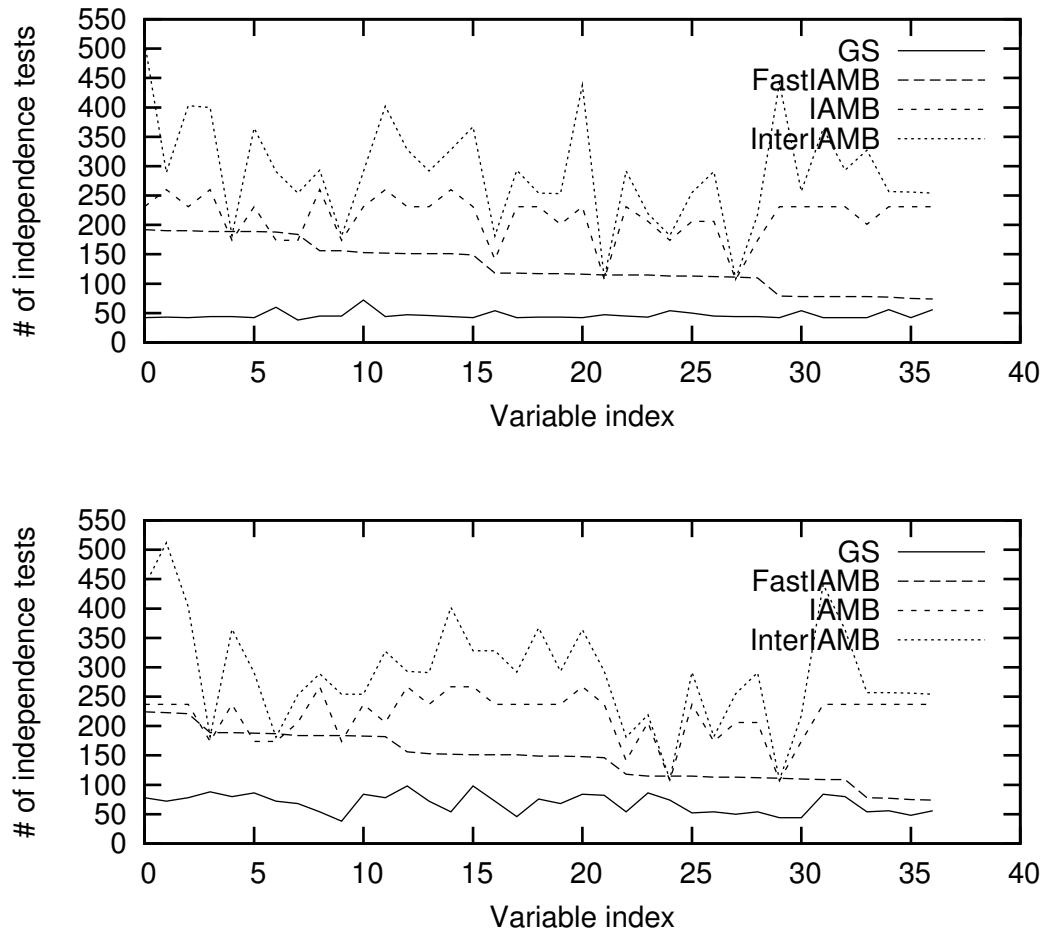 550
500
450
400
350
300
250
200
150
100
50
0
# of independence tests
GS
FastIAMB
IAMB
InterIAMB
0 5 10 15 20 25 30 35 40
Variable index
550
500
450
400
350
300
250
200
150
100
50
0
# of independence tests
GS
FastIAMB
IAMB
InterIAMB
0 5 10 15 20 25 30 35 40
Variable index